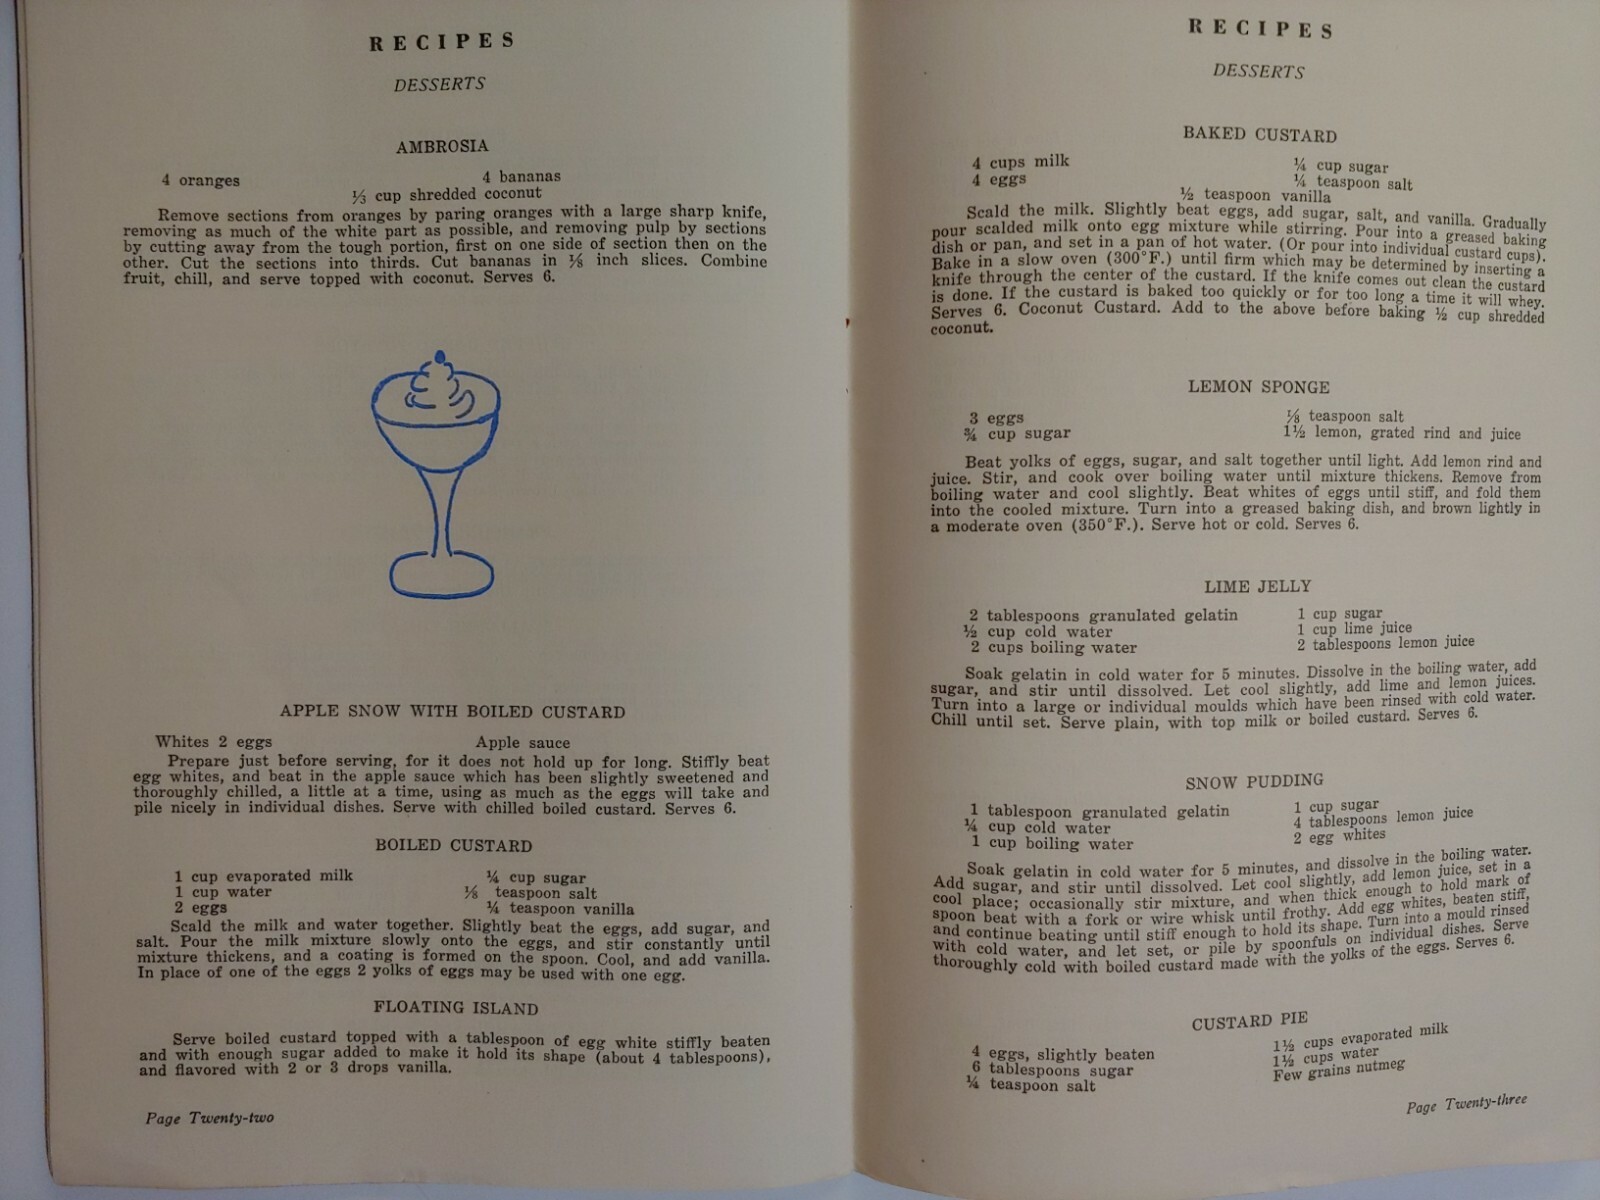 RECIPES
DESSERTS
AMBROSIA
4 oranges 4 bananas
⅓ cup shredded coconut
Remove sections from oranges by paring oranges with a large sharp knife,
removing as much of the white part as possible, and removing pulp by sections
by cutting away from the tough portion, first on one side of section then on the
other. Cut the sections into thirds. Cut bananas in ⅛ inch slices. Combine
fruit, chill, and serve topped with coconut. Serves 6.
APPLE SNOW WITH BOILED CUSTARD
Whites 2 eggs Apple sauce
Prepare just before serving, for it does not hold up for long. Stiffly beat
egg whites, and beat in the apple sauce which has been slightly sweetened and
thoroughly chilled, a little at a time, using as much as the eggs will take and
pile nicely in individual dishes. Serve with chilled boiled custard. Serves 6.
BOILED CUSTARD
1 cup evaporated milk ¼ cup sugar
1 cup water ⅛ teaspoon salt
2 eggs ¼ teaspoon vanilla
Scald the milk and water together. Slightly beat the eggs, add sugar, and
salt. Pour the milk mixture slowly onto the eggs, and stir constantly until
mixture thickens, and a coating is formed on the spoon. Cool, and add vanilla.
In place of one of the eggs 2 yolks of eggs may be used with one egg.
FLOATING ISLAND
Serve boiled custard topped with a tablespoon of egg white stiffly beaten
and with enough sugar added to make it hold its shape (about 4 tablespoons),
and flavored with 2 or 3 drops vanilla.
Page Twenty-two
RECIPES
DESSERTS
BAKED CUSTARD
4 cups milk ¼ cup sugar
4 eggs ¼ teaspoon salt
½ teaspoon vanilla
Scald the milk. Slightly beat eggs, add sugar, salt, and vanilla. Gradually
pour scalded milk onto egg mixture while stirring. Pour into a greased baking
dish or pan, and set in a pan of hot water. (Or pour into individual custard cups).
Bake in a slow oven (300°F.) until firm which may be determined by inserting a
knife through the center of the custard. If the knife comes out clean the custard
is done. If the custard is baked too quickly or for too long a time it will whey.
Serves 6. Coconut Custard. Add to the above before baking ½ cup shredded
coconut.
LEMON SPONGE
3 eggs ⅛ teaspoon salt
¾ cup sugar 1½ lemon, grated rind and juice
Beat yolks of eggs, sugar, and salt together until light. Add lemon rind and
juice. Stir, and cook over boiling water until mixture thickens. Remove from
boiling water and cool slightly. Beat whites of eggs until stiff, and fold them
into the cooled mixture. Turn into a greased baking dish, and brown lightly in
a moderate oven (350°F.). Serve hot or cold. Serves 6.
LIME JELLY
2 tablespoons granulated gelatin 1 cup sugar
½ cup cold water 1 cup lime juice
2 cups boiling water 2 tablespoons lemon juice
Soak gelatin in cold water for 5 minutes. Dissolve in the boiling water, add
sugar, and stir until dissolved. Let cool slightly, add lime and lemon juices.
Turn into a large or individual moulds which have been rinsed with cold water.
Chill until set. Serve plain, with top milk or boiled custard. Serves 6.
SNOW PUDDING
1 tablespoon granulated gelatin 1 cup sugar
¼ cup cold water 4 tablespoons lemon juice
1 cup boiling water 2 egg whites
Soak gelatin in cold water for 5 minutes, and dissolve in the boiling water.
Add sugar, and stir until dissolved. Let cool slightly, add lemon juice, set in a
cool place; occasionally stir mixture, and when thick enough to hold mark of
spoon beat with a fork or wire whisk until frothy. Add egg whites, beaten stiff,
and continue beating until stiff enough to hold its shape. Turn into a mould rinsed
with cold water, and let set, or pile by spoonfuls on individual dishes. Serve
thoroughly cold with boiled custard made with the yolks of the eggs. Serves 6.
CUSTARD PIE
4 eggs, slightly beaten 1½ cups evaporated milk
6 tablespoons sugar 1½ cups water
¼ teaspoon salt Few grains nutmeg
Page Twenty-three